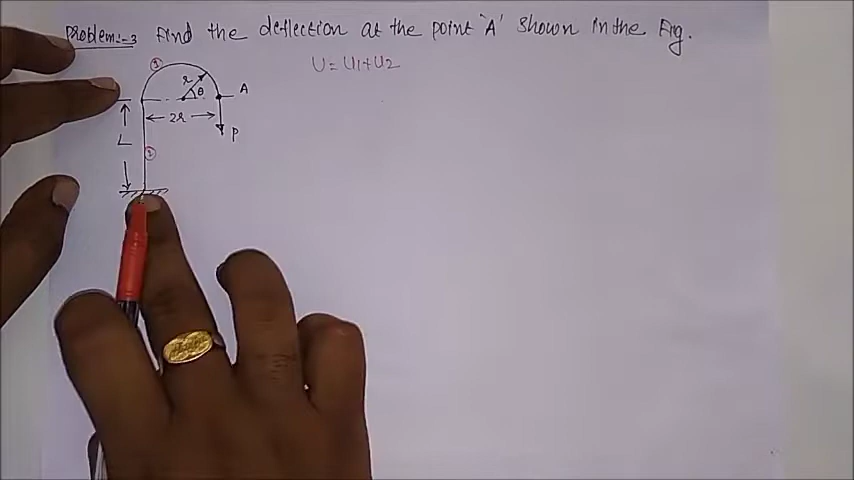 problem:-3 Find the deflection at the point 'A' shown in the Fig.
U = U1+U2
1
r
θ
A
2r
P
L
2